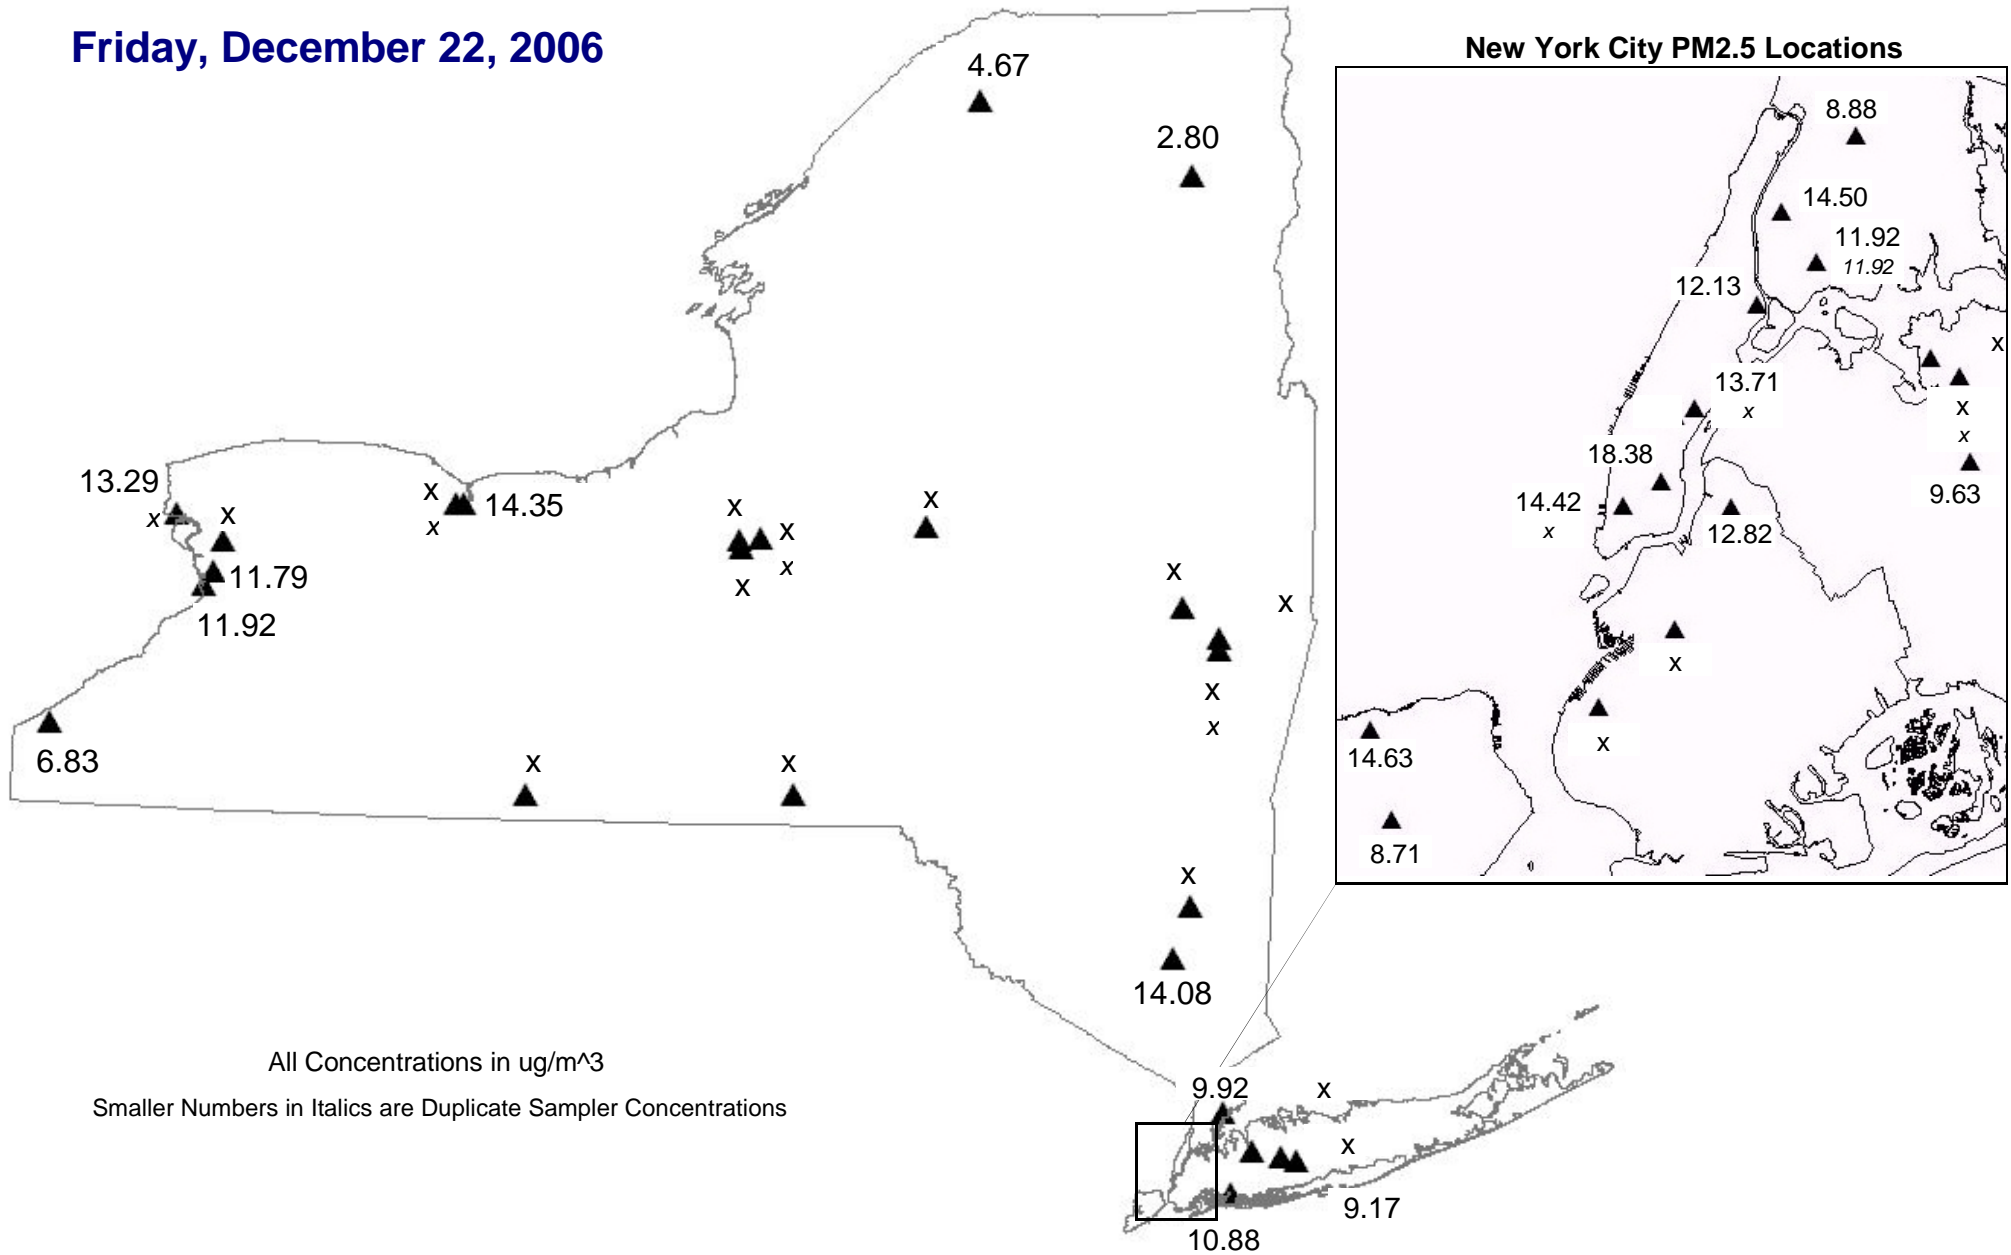 Friday, December 22, 2006
New York City PM2.5 Locations
4.67
2.80
13.29
x
x
11.79
11.92
6.83
x
x
14.35
x
x
x
x
x
x
x
x
x
x
x
x
x
14.08
9.92
x
x
9.17
10.88
8.88
14.50
11.92
11.92
12.13
x
13.71
x
x
x
18.38
14.42
x
12.82
9.63
x
x
14.63
8.71
All Concentrations in ug/m^3
Smaller Numbers in Italics are Duplicate Sampler Concentrations